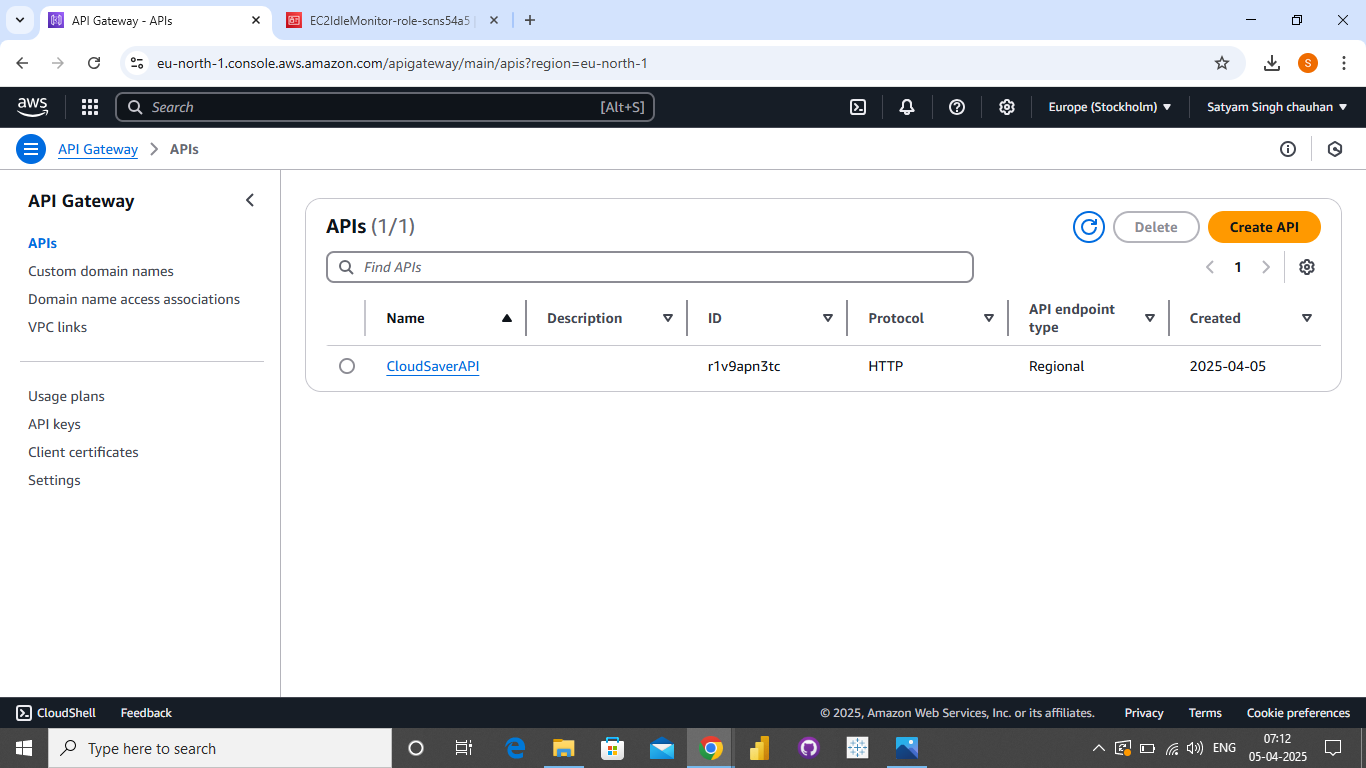 API Gateway - APIs
EC2IdleMonitor-role-scns54a5
eu-north-1.console.aws.amazon.com/apigateway/main/apis?region=eu-north-1
S
aws
Search
[Alt+S]
Europe (Stockholm)
Satyam Singh chauhan
API Gateway
APIs
API Gateway
APIs
Custom domain names
Domain name access associations
VPC links
Usage plans
API keys
Client certificates
Settings
APIs (1/1)
Delete
Create API
Find APIs
1
Name
Description
ID
Protocol
API endpoint
type
Created
CloudSaverAPI
r1v9apn3tc
HTTP
Regional
2025-04-05
CloudShell
Feedback
© 2025, Amazon Web Services, Inc. or its affiliates.
Privacy
Terms
Cookie preferences
Type here to search
ENG
07:12
05-04-2025